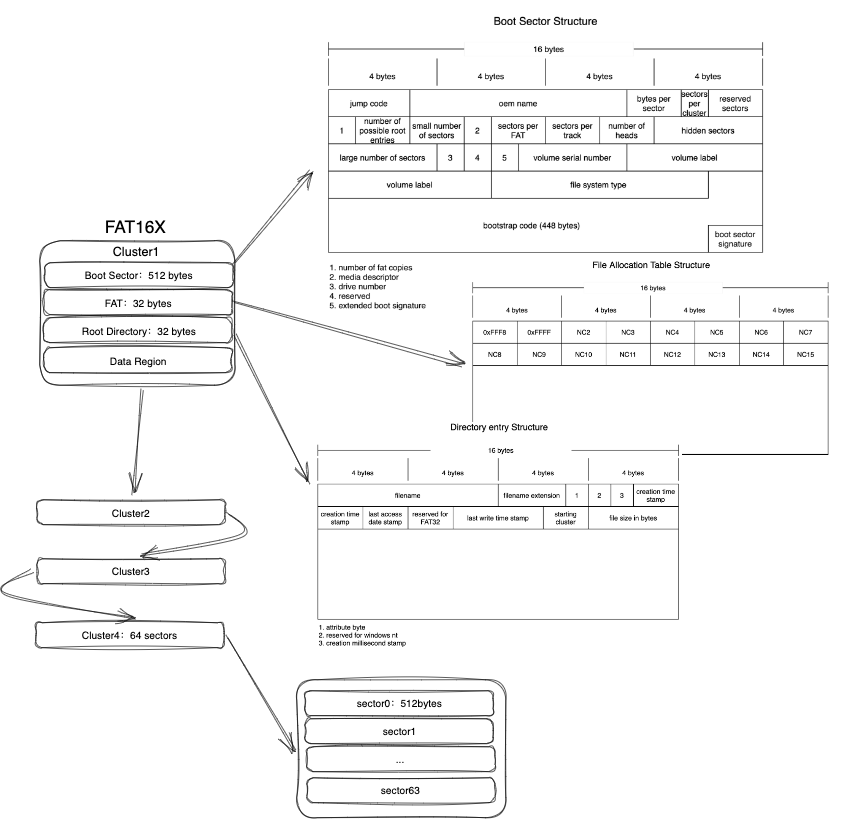 Boot Sector Structure
16 bytes
4 bytes 4 bytes 4 bytes 4 bytes
jump code oem name bytes per sector sectors per cluster reserved sectors
1 number of possible root entries small number of sectors 2 sectors per FAT sectors per track number of heads hidden sectors
large number of sectors 3 4 5 volume serial number volume label
volume label file system type
bootstrap code (448 bytes)
boot sector signature
1. number of fat copies
2. media descriptor
3. drive number
4. reserved
5. extended boot signature
FAT16X
Cluster1
Boot Sector: 512 bytes
FAT: 32 bytes
Root Directory: 32 bytes
Data Region
File Allocation Table Structure
16 bytes
4 bytes 4 bytes 4 bytes 4 bytes
0xFFF8 0xFFFF NC2 NC3 NC4 NC5 NC6 NC7
NC8 NC9 NC10 NC11 NC12 NC13 NC14 NC15
Directory entry Structure
16 bytes
4 bytes 4 bytes 4 bytes 4 bytes
filename filename extension 1 2 3 creation time stamp
creation time stamp last access date stamp reserved for FAT32 last write time stamp starting cluster file size in bytes
1. attribute byte
2. reserved for windows nt
3. creation millisecond stamp
Cluster2
Cluster3
Cluster4: 64 sectors
sector0: 512bytes
sector1
...
sector63